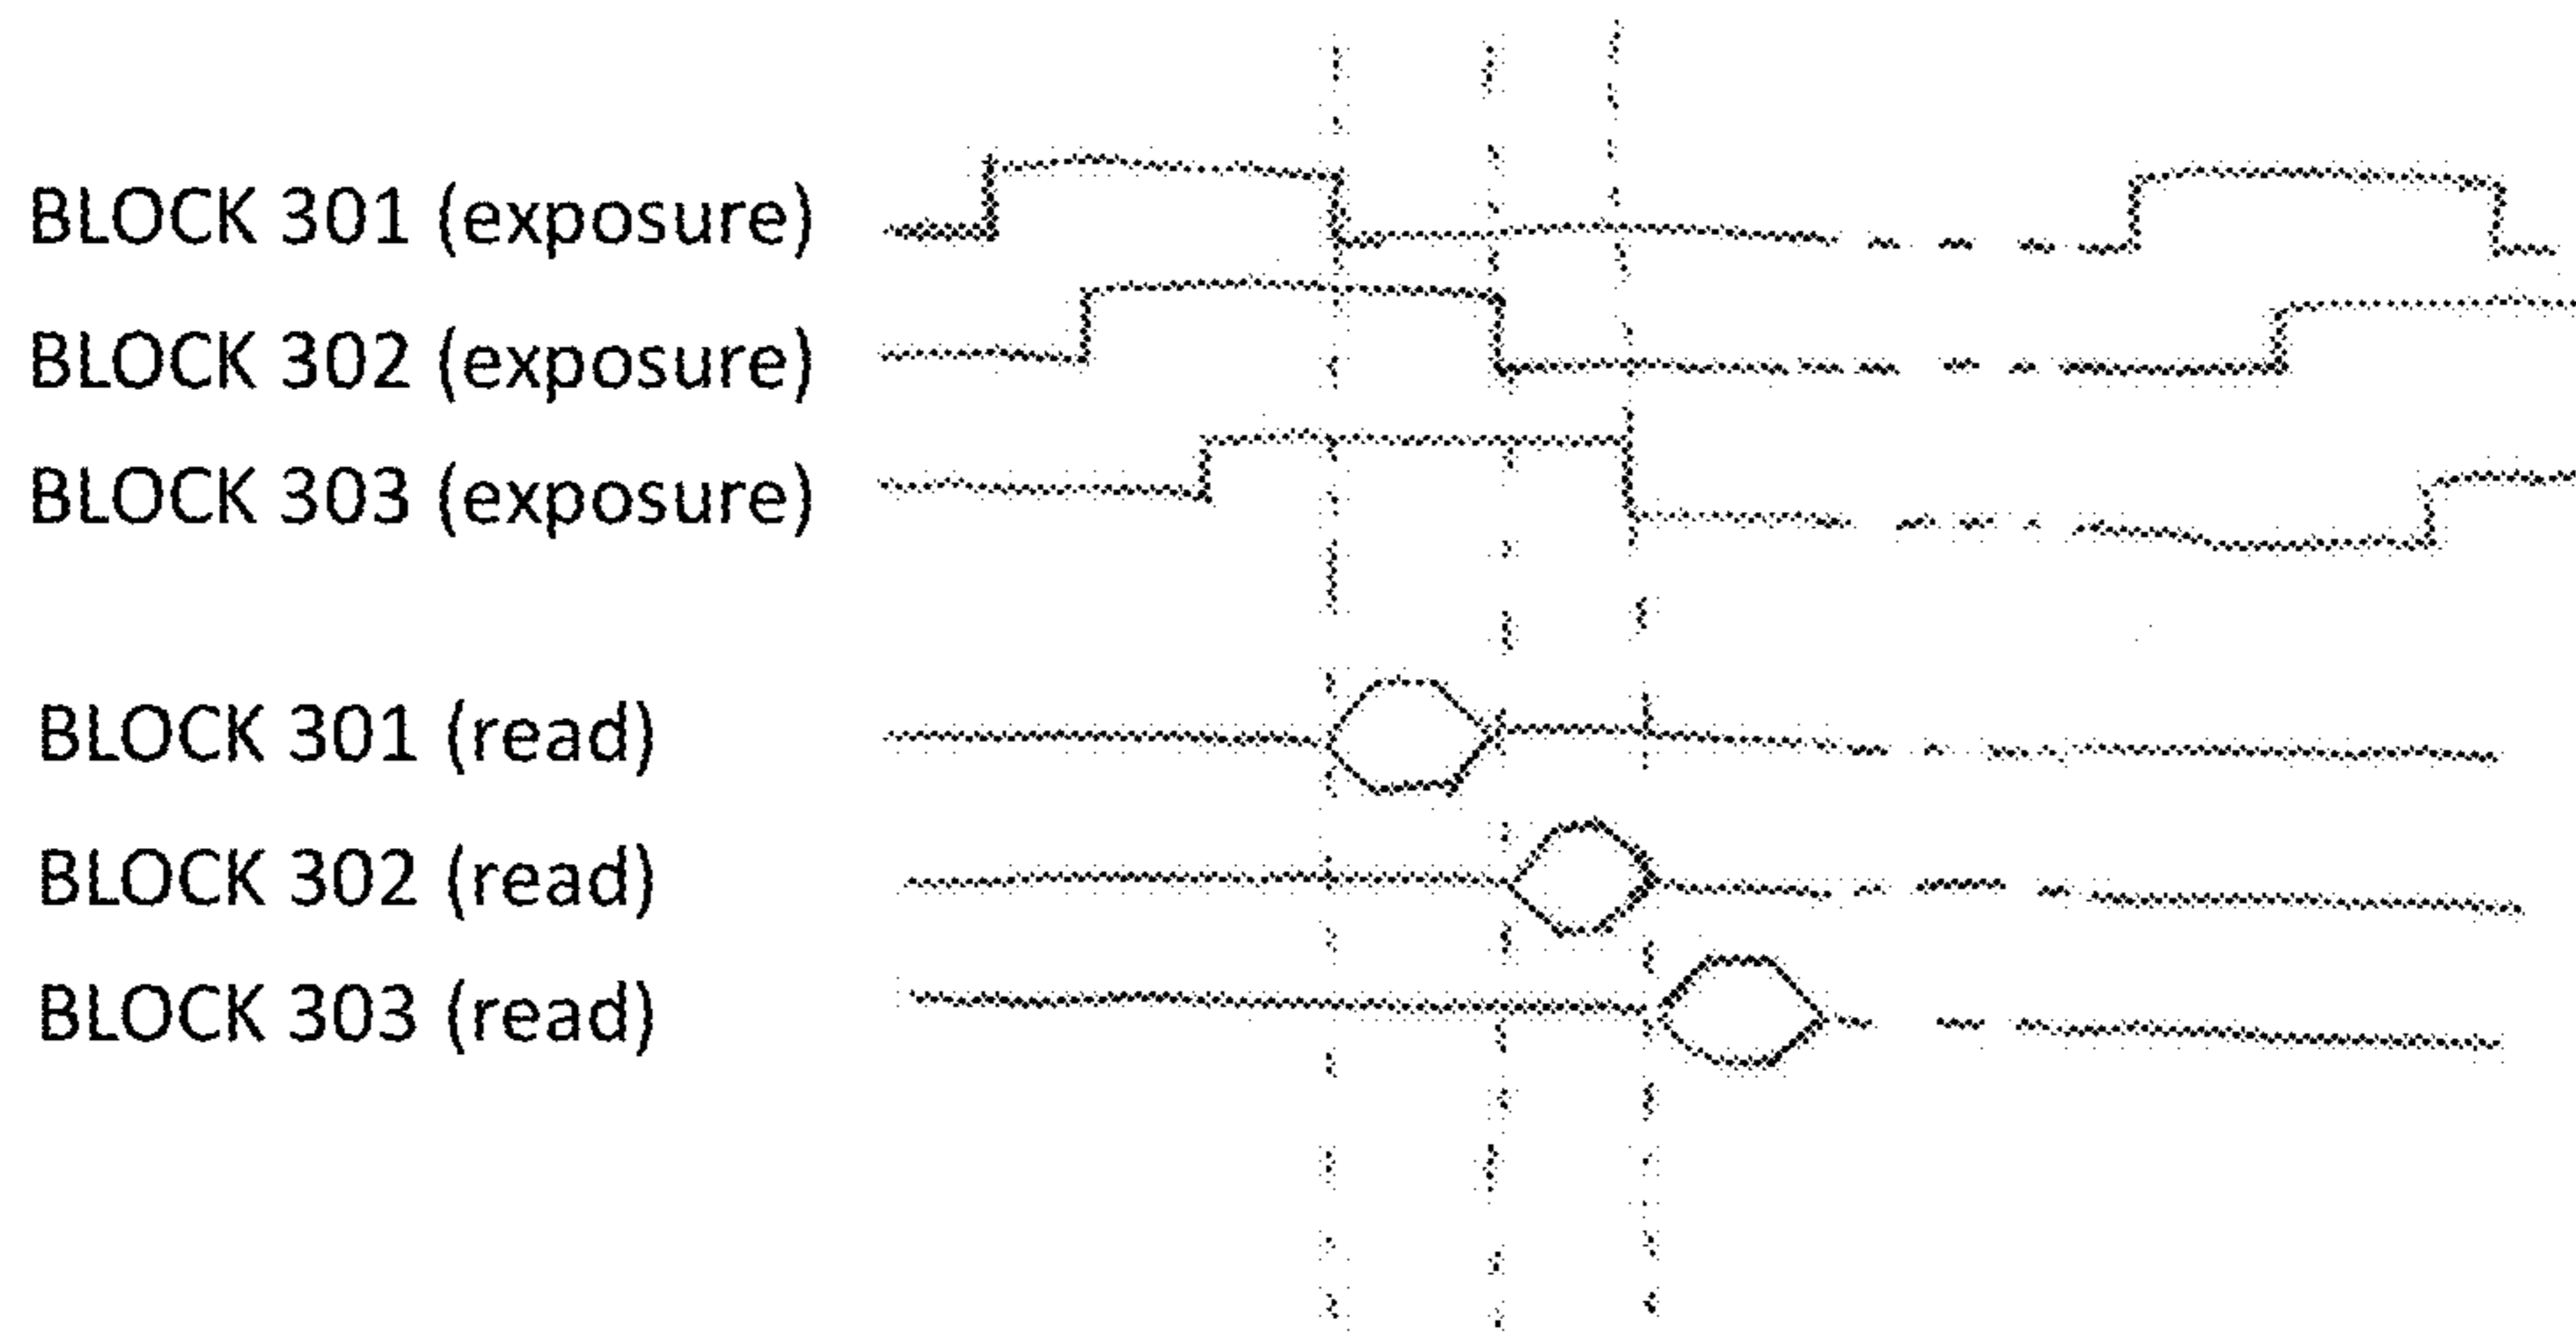 BLOCK 301 (exposure)
BLOCK 302 (exposure)
BLOCK 303 (exposure)
BLOCK 301 (read)
BLOCK 302 (read)
BLOCK 303 (read)